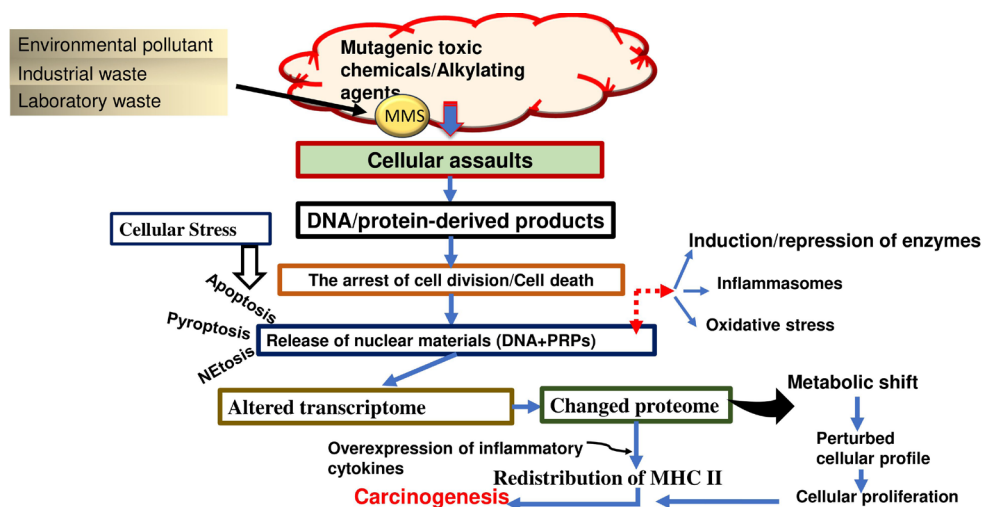 Environmental pollutant
Industrial waste
Laboratory waste
Mutagenic toxic
chemicals/Alkylating
agents
MMS
Cellular assaults
DNA/protein-derived products
Cellular Stress
The arrest of cell division/Cell death
Induction/repression of enzymes
Inflammasomes
Oxidative stress
Apoptosis
Pyroptosis
NEtosis
Release of nuclear materials (DNA+PRPs)
Altered transcriptome
Changed proteome
Metabolic shift
Perturbed
cellular profile
Overexpression of inflammatory
cytokines
Redistribution of MHC II
Carcinogenesis
Cellular proliferation